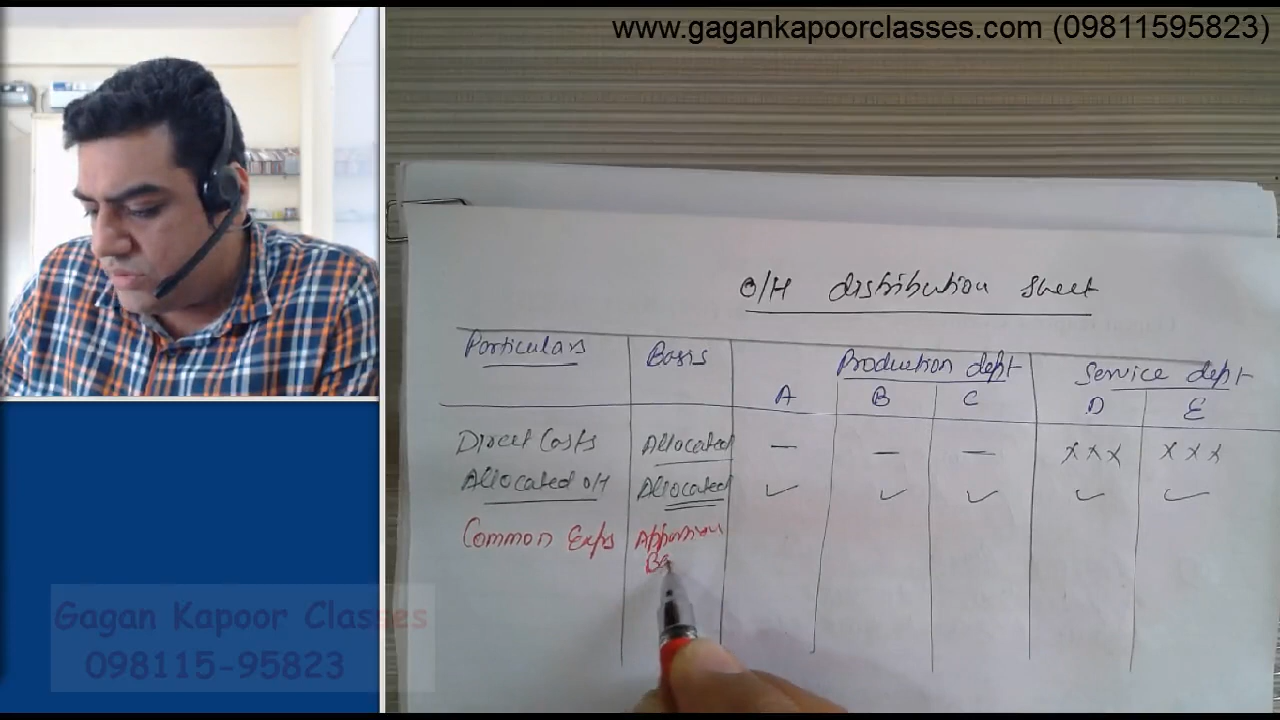 www.gagankapoorclasses.com (09811595823)
O/H distribution sheet
Particulars Basis Production dept Service dept
A B C D E
Direct Costs Allocated — — — xxx xxx
Allocated O/H Allocated ✓ ✓ ✓ ✓ ✓
Common Exps
Ba
Gagan Kapoor Classes
098115-95823